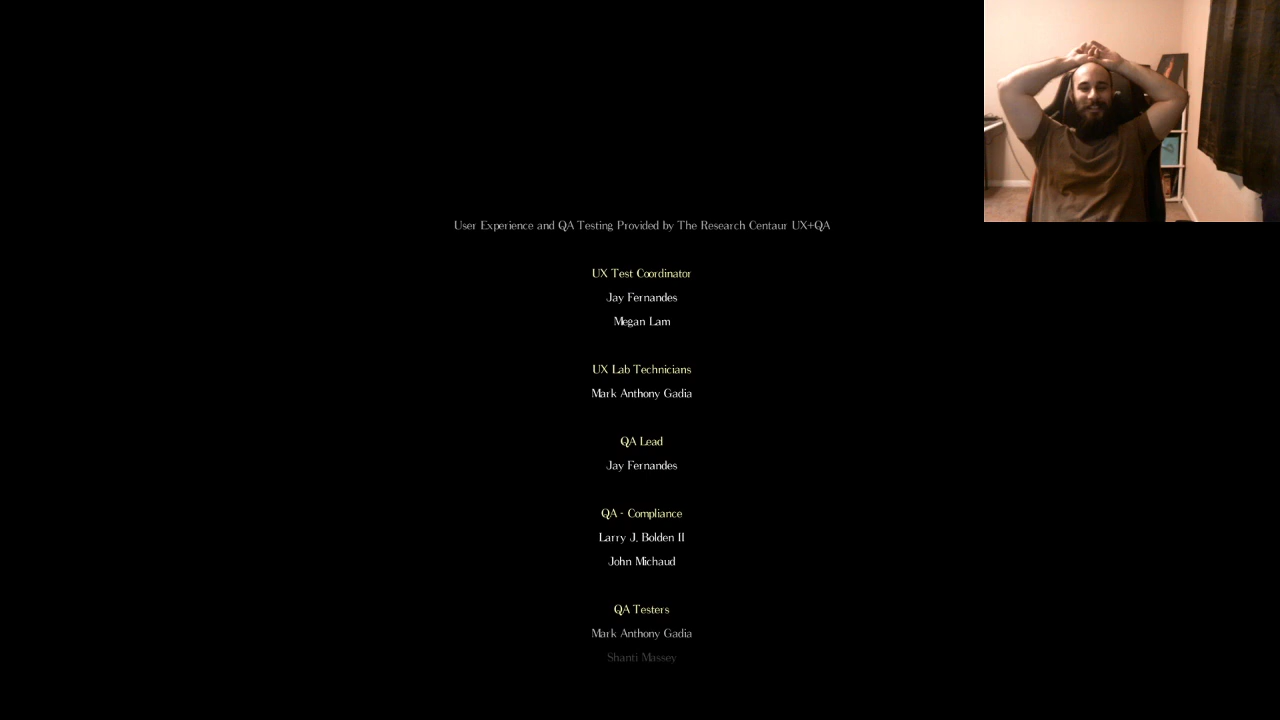 User Experience and QA Testing Provided by The Research Centaur UX+QA
UX Test Coordinator
Jay Fernandes
Megan Lam
UX Lab Technicians
Mark Anthony Gadia
QA Lead
Jay Fernandes
QA - Compliance
Larry J. Bolden II
John Michaud
QA Testers
Mark Anthony Gadia
Shanti Massey